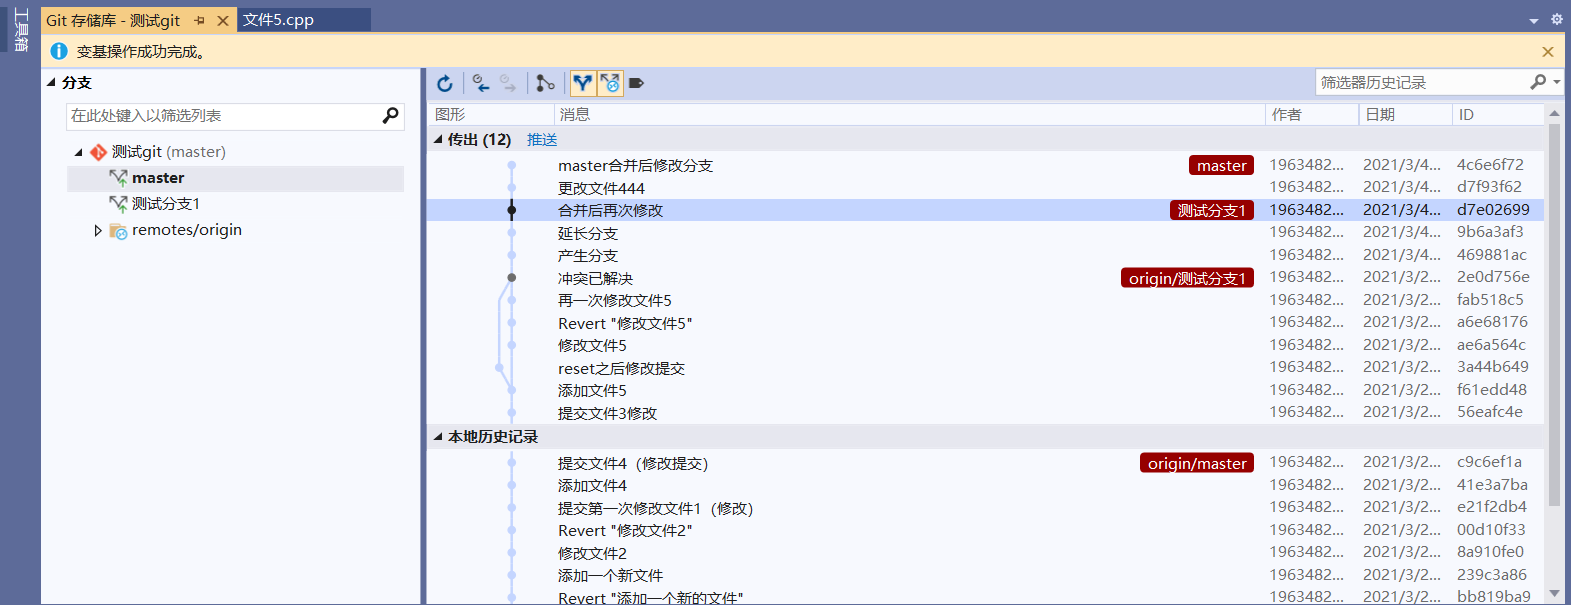 工具箱
Git 存储库 - 测试git
文件5.cpp
变基操作成功完成。
分支
在此处键入以筛选列表
测试git (master)
master
测试分支1
remotes/origin
筛选器历史记录
图形 消息 作者 日期 ID
传出 (12) 推送
master合并后修改分支 master 1963482... 2021/3/4... 4c6e6f72
更改文件444 1963482... 2021/3/4... d7f93f62
合并后再次修改 测试分支1 1963482... 2021/3/4... d7e02699
延长分支 1963482... 2021/3/4... 9b6a3af3
产生分支 1963482... 2021/3/4... 469881ac
冲突已解决 origin/测试分支1 1963482... 2021/3/2... 2e0d756e
再一次修改文件5 1963482... 2021/3/2... fab518c5
Revert "修改文件5" 1963482... 2021/3/2... a6e68176
修改文件5 1963482... 2021/3/2... ae6a564c
reset之后修改提交 1963482... 2021/3/2... 3a44b649
添加文件5 1963482... 2021/3/2... f61edd48
提交文件3修改 1963482... 2021/3/2... 56eafc4e
本地历史记录
提交文件4（修改提交） origin/master 1963482... 2021/3/2... c9c6ef1a
添加文件4 1963482... 2021/3/2... 41e3a7ba
提交第一次修改文件1（修改） 1963482... 2021/3/2... e21f2db4
Revert "修改文件2" 1963482... 2021/3/2... 00d10f33
修改文件2 1963482... 2021/3/2... 8a910fe0
添加一个新文件 1963482... 2021/3/2... 239c3a86
Revert "添加一个新的文件" 1963482... 2021/3/2... bb819ba9